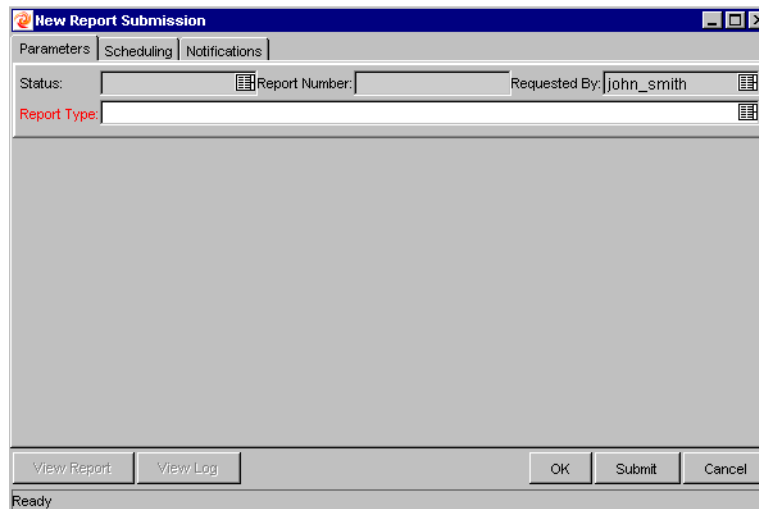 New Report Submission
Parameters Scheduling Notifications
Status: Report Number: Requested By: john_smith
Report Type:
View Report View Log OK Submit Cancel
Ready